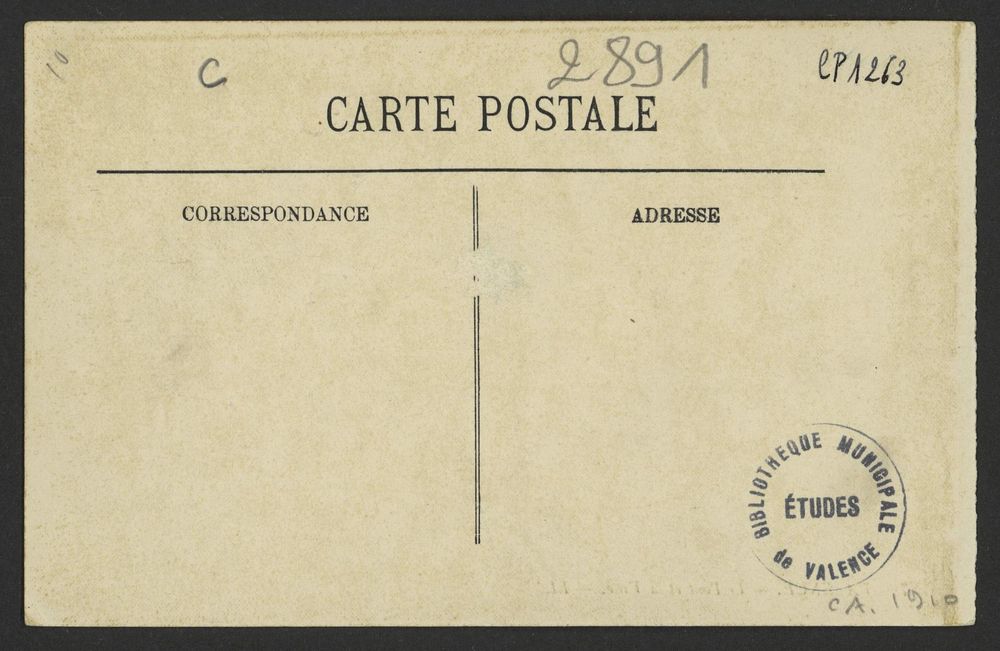 10
C
2891
CP1263
CARTE POSTALE
CORRESPONDANCE
ADRESSE
BIBLIOTHEQUE MUNICIPALE
ÉTUDES
de VALENCE
CA. 1910